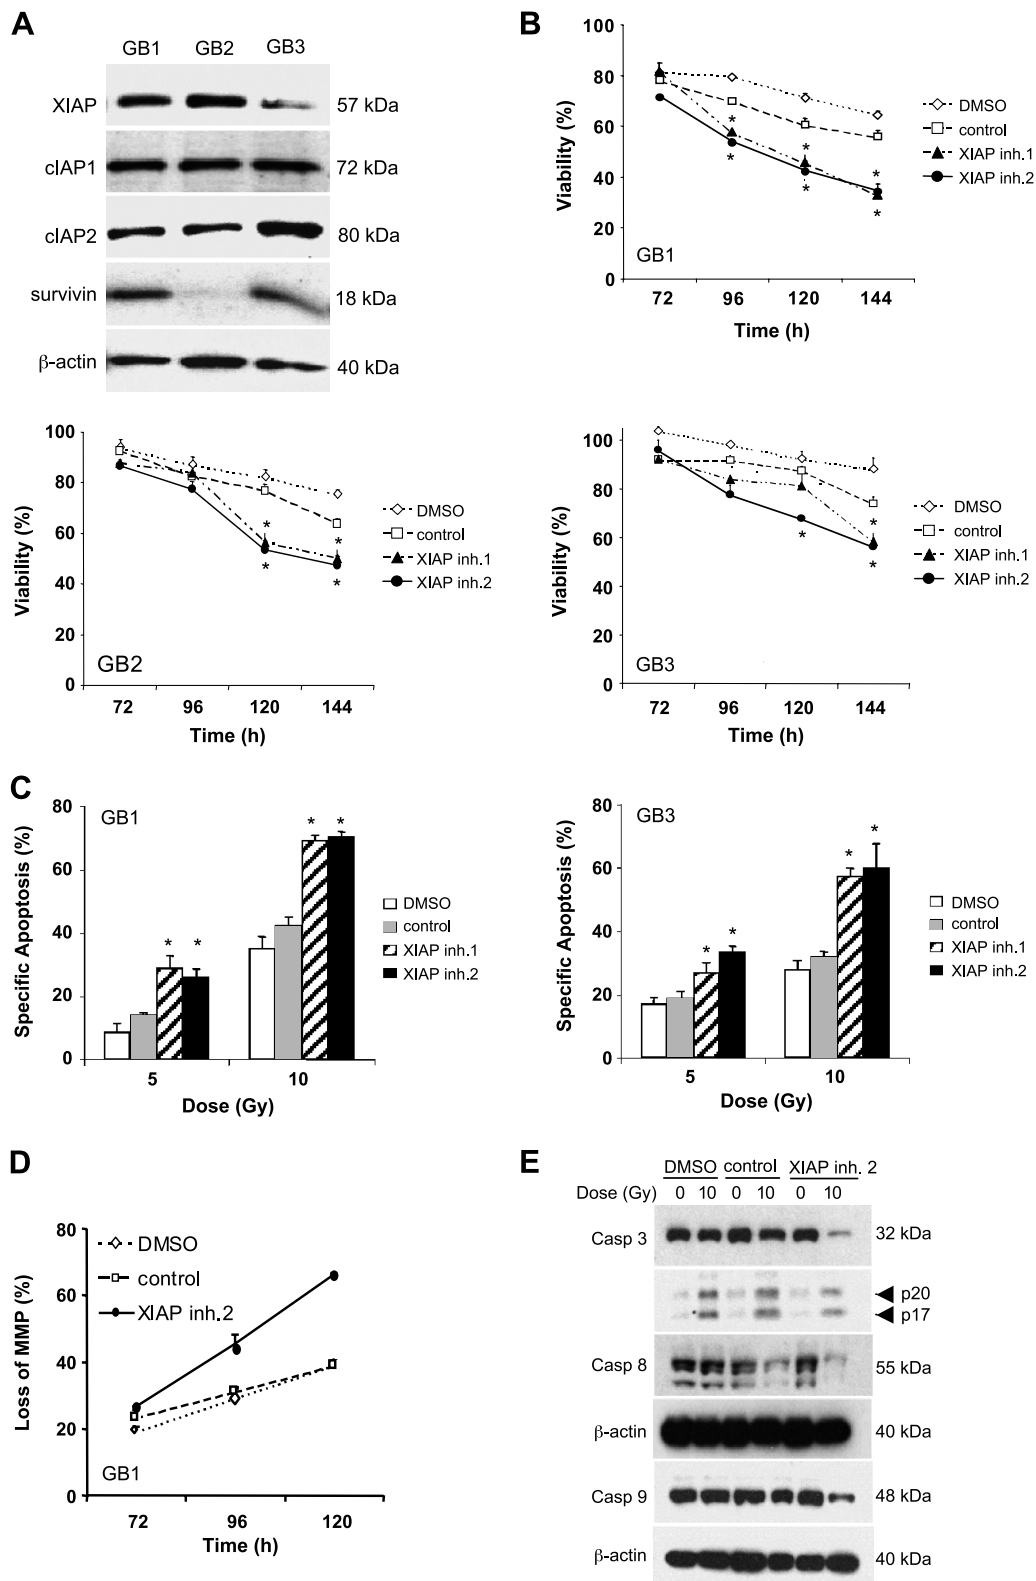 A
GB1 GB2 GB3
XIAP 57 kDa
cIAP1 72 kDa
cIAP2 80 kDa
survivin 18 kDa
β-actin 40 kDa
B
Viability (%)
100
80
60
40
20
0
* * *
* * *
GB1
72 96 120 144
Time (h)
DMSO
control
XIAP inh.1
XIAP inh.2
Viability (%)
100
80
60
40
20
0
* *
* *
GB2
72 96 120 144
Time (h)
DMSO
control
XIAP inh.1
XIAP inh.2
Viability (%)
100
80
60
40
20
0
*
* *
GB3
72 96 120 144
Time (h)
DMSO
control
XIAP inh.1
XIAP inh.2
C
Specific Apoptosis (%)
80
60
40
20
0
GB1
* * * *
5 10
Dose (Gy)
DMSO
control
XIAP inh.1
XIAP inh.2
Specific Apoptosis (%)
80
60
40
20
0
GB3
* * * *
5 10
Dose (Gy)
DMSO
control
XIAP inh.1
XIAP inh.2
D
Loss of MMP (%)
80
60
40
20
0
DMSO
control
XIAP inh.2
GB1
72 96 120
Time (h)
E
DMSO control XIAP inh. 2
Dose (Gy) 0 10 0 10 0 10
Casp 3 32 kDa
p20
p17
Casp 8 55 kDa
β-actin 40 kDa
Casp 9 48 kDa
β-actin 40 kDa